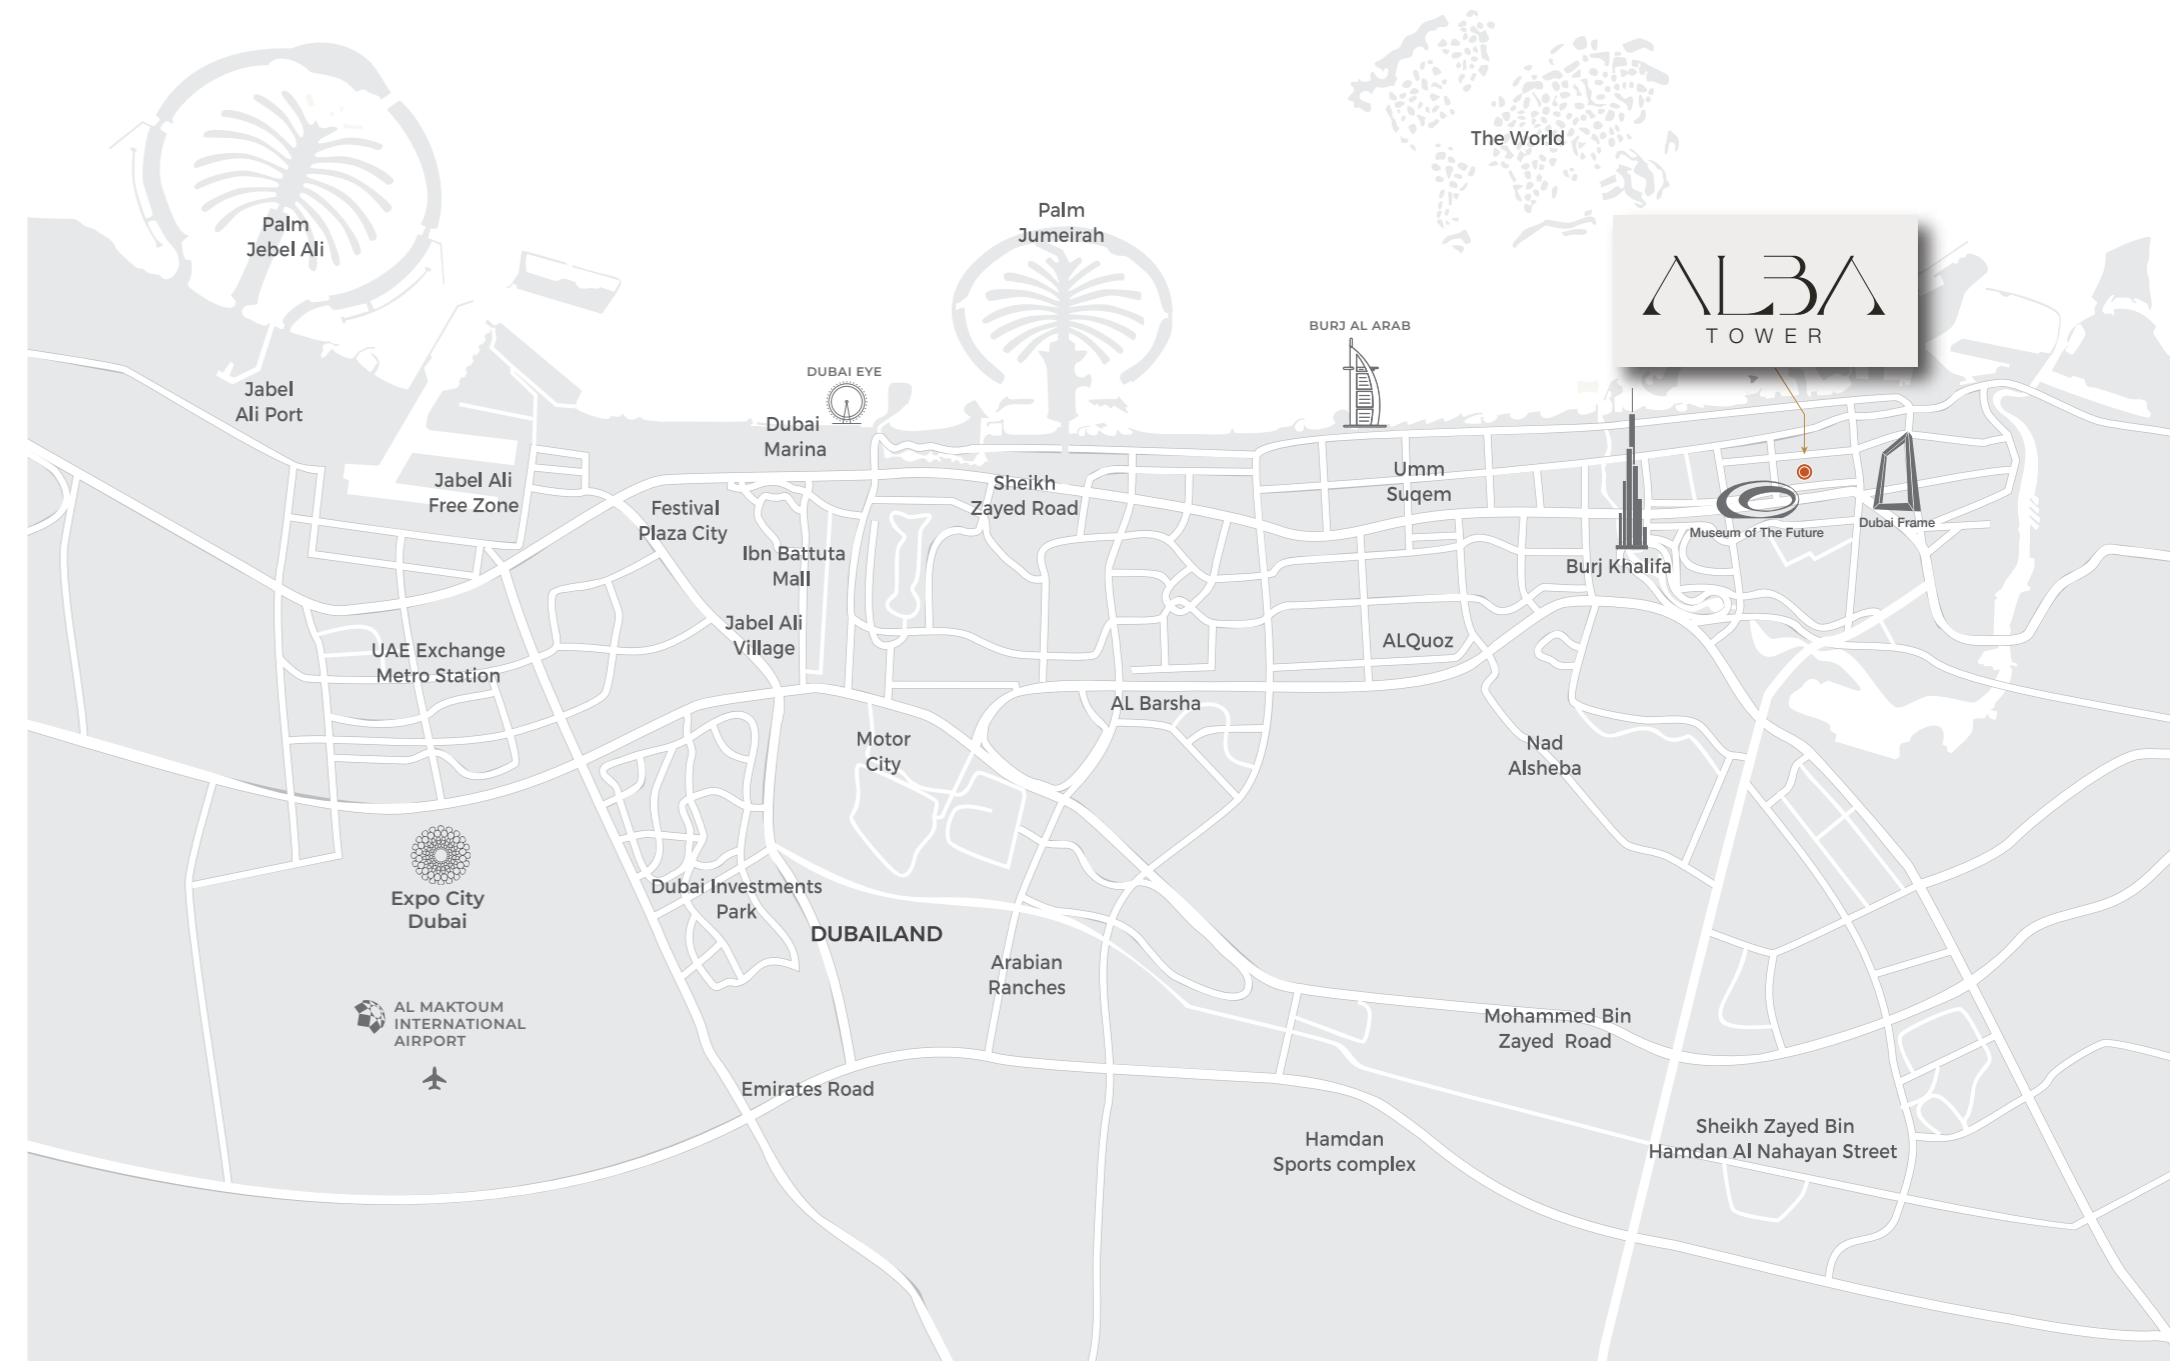 The World
Palm
Jebel Ali
Palm
Jumeirah
ALBA
TOWER
BURJ AL ARAB
DUBAI EYE
Jabel
Ali Port
Dubai
Marina
Jabel Ali
Free Zone
Festival
Plaza City
Sheikh
Zayed Road
Umm
Suqem
Museum of The Future
Dubai Frame
Ibn Battuta
Mall
Burj Khalifa
Jabel Ali
Village
UAE Exchange
Metro Station
ALQuoz
AL Barsha
Motor
City
Nad
Alsheba
Expo City
Dubai
Dubai Investments
Park
DUBAILAND
Arabian
Ranches
AL MAKTOUM
INTERNATIONAL
AIRPORT
Mohammed Bin
Zayed Road
Emirates Road
Hamdan
Sports complex
Sheikh Zayed Bin
Hamdan Al Nahayan Street